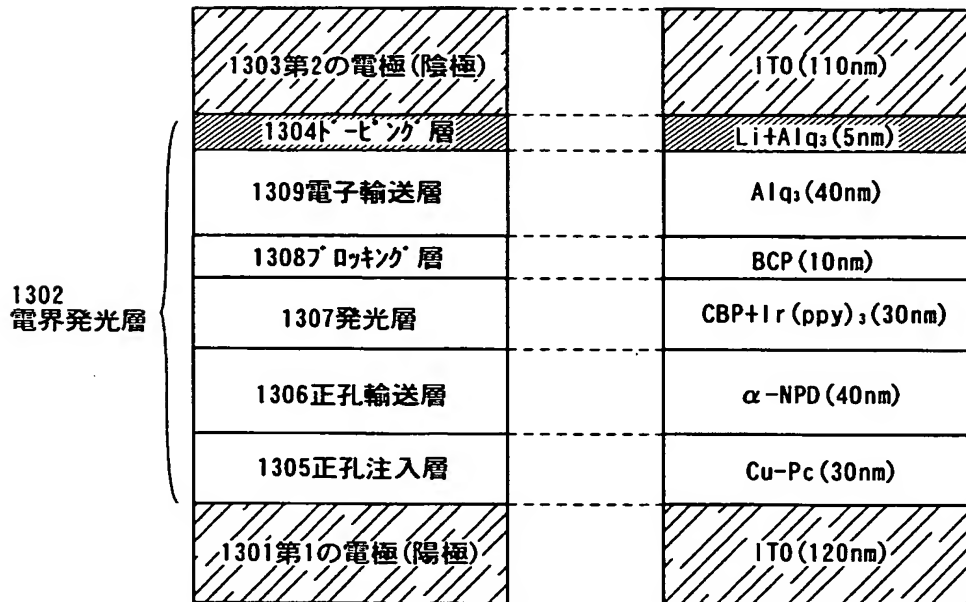 1303第2の電極(陰極)
ITO(110nm)
1304ドーピング層
Li+Alq₃(5nm)
1309電子輸送層
Alq₃(40nm)
1308ブロッキング層
BCP(10nm)
1302
電界発光層
1307発光層
CBP+Ir(ppy)₃(30nm)
1306正孔輸送層
α-NPD(40nm)
1305正孔注入層
Cu-Pc(30nm)
1301第1の電極(陽極)
ITO(120nm)